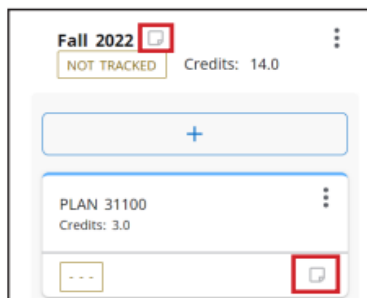 Fall 2022
NOT TRACKED Credits: 14.0
+
PLAN 31100
Credits: 3.0
- - -